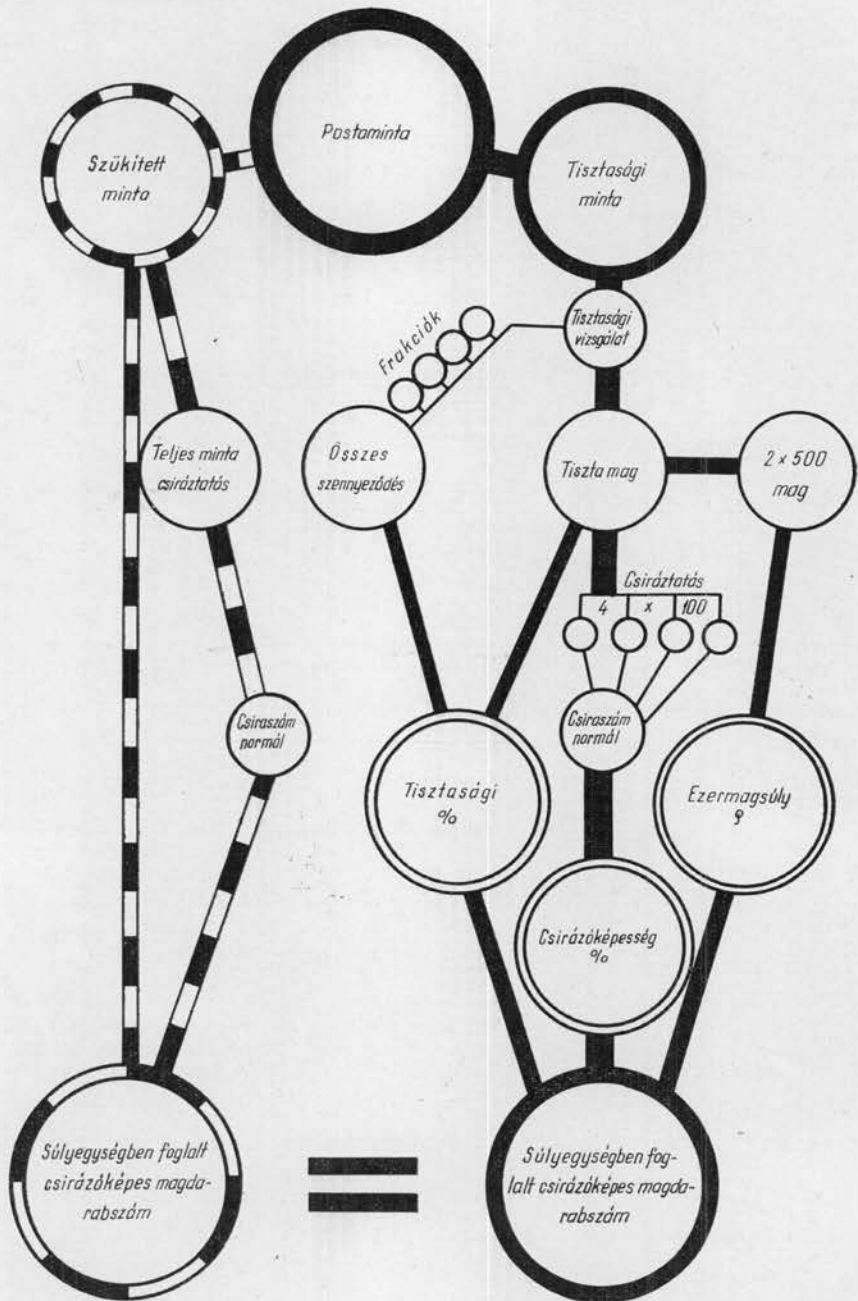 Postaminta
Szükített
minta
Tisztasági
minta
Tisztasági
vizsgálat
Frakciók
Teljes minta
csiráztatás
Összes
szennyeződés
Tiszta mag
2 x 500
mag
Csiráztatás
4 x 100
Csiraszám
normál
Csiraszám
normál
Tisztasági
%
Ezermagsúly
g
Csirázóképesség
%
Súlyegységben foglalt
csirázóképes magda-
rabszám
=
Súlyegységben fog-
lalt csirázóképes magda-
rabszám